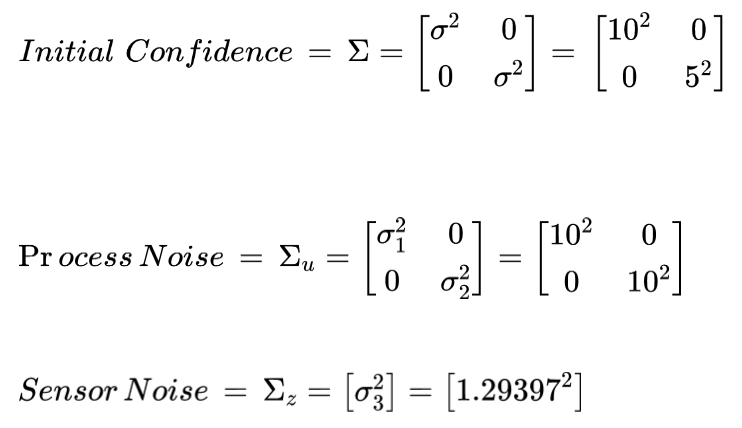 Initial Confidence = Σ = [σ² 0; 0 σ²] = [10² 0; 0 5²]
Process Noise = Σᵤ = [σ₁² 0; 0 σ₂²] = [10² 0; 0 10²]
Sensor Noise = Σ_z = [σ₃²] = [1.29397²]